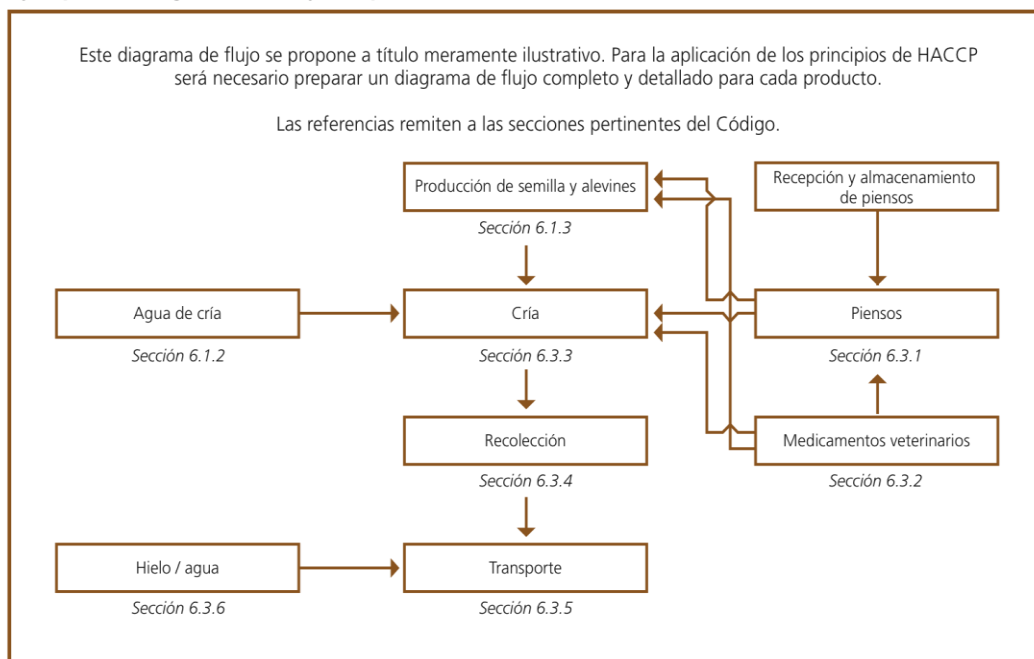 Este diagrama de flujo se propone a título meramente ilustrativo. Para la aplicación de los principios de HACCP
será necesario preparar un diagrama de flujo completo y detallado para cada producto.
Las referencias remiten a las secciones pertinentes del Código.
Producción de semilla y alevines
Sección 6.1.3
Recepción y almacenamiento
de piensos
Agua de cría
Sección 6.1.2
Cría
Sección 6.3.3
Piensos
Sección 6.3.1
Recolección
Sección 6.3.4
Medicamentos veterinarios
Sección 6.3.2
Hielo / agua
Sección 6.3.6
Transporte
Sección 6.3.5